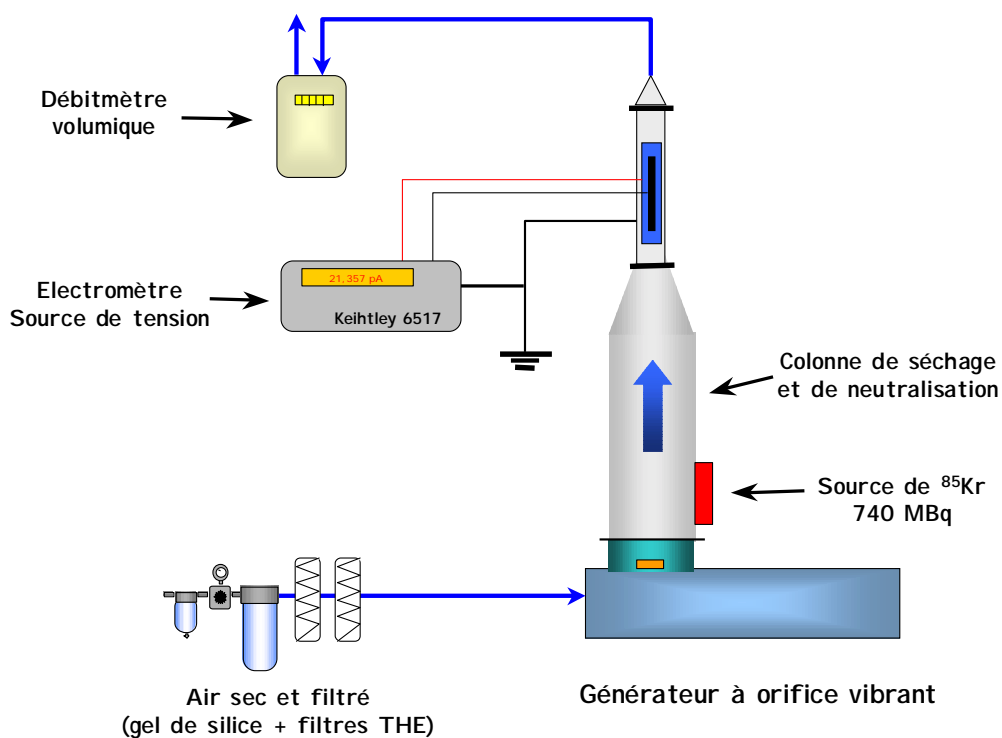 Débitmètre
volumique
21,357 pA
Electromètre
Source de tension
Keihtley 6517
Colonne de séchage
et de neutralisation
Source de ⁸⁵Kr
740 MBq
Air sec et filtré
(gel de silice + filtres THE)
Générateur à orifice vibrant